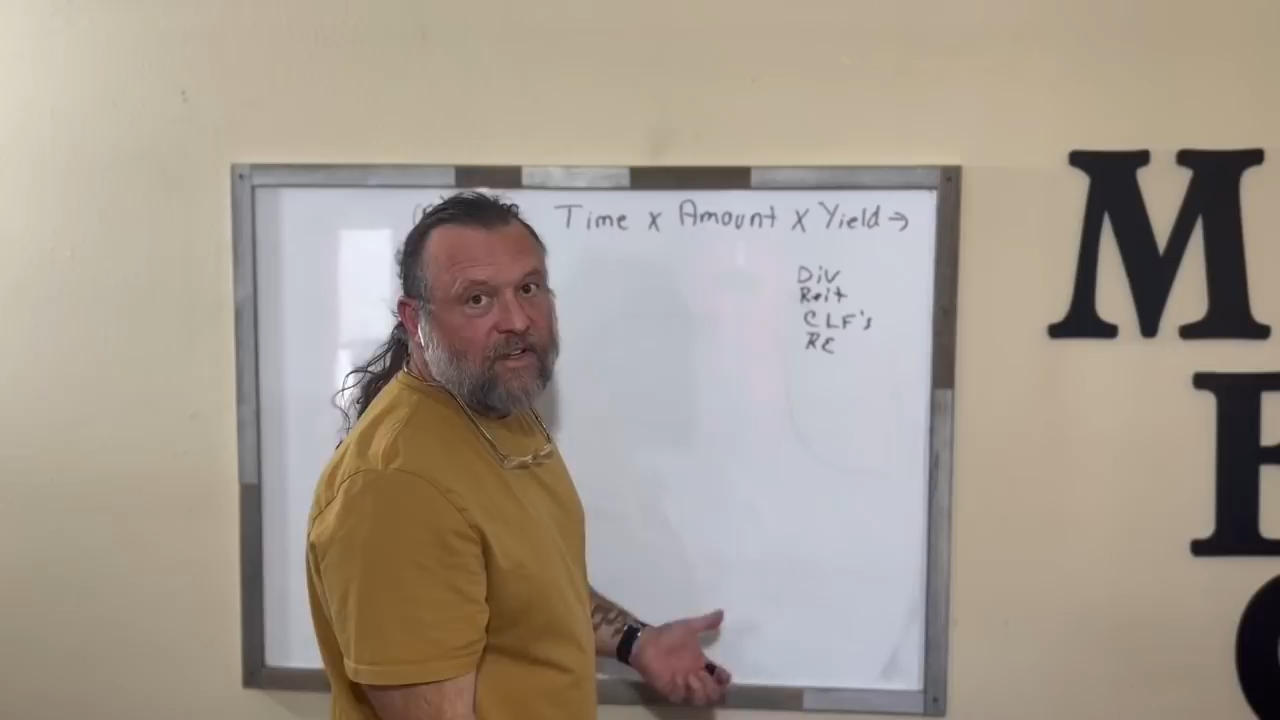 Time x Amount x Yield →
Div
Reit
CLF's
RE
M